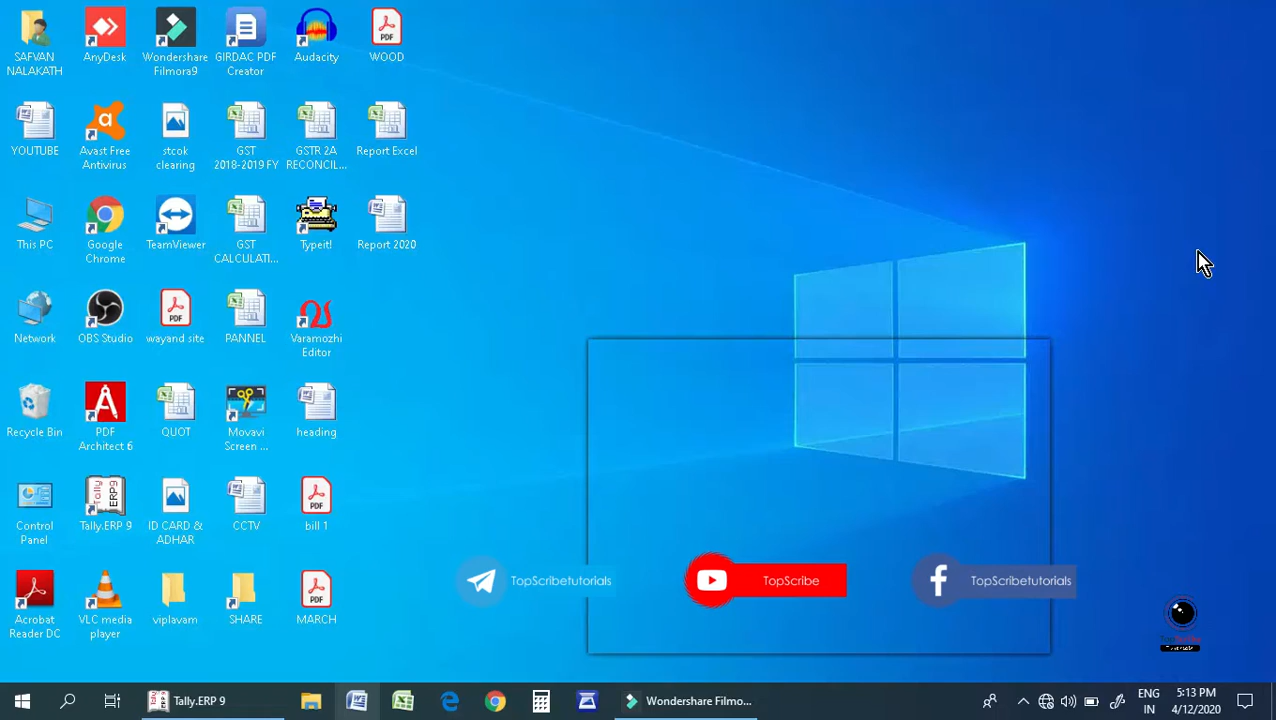 SAFVAN
NALAKATH
AnyDesk
Wondershare
Filmora9
GIRDAC PDF
Creator
Audacity
WOOD
YOUTUBE
Avast Free
Antivirus
stcok
clearing
GST
2018-2019 FY
GSTR 2A
RECONCIL...
Report Excel
This PC
Google
Chrome
TeamViewer
GST
CALCULATI...
Typeit!
Report 2020
Network
OBS Studio
wayand site
PANNEL
Varamozhi
Editor
Recycle Bin
PDF
Architect 6
QUOT
Movavi
Screen ...
heading
Control
Panel
Tally.ERP 9
ID CARD &
ADHAR
CCTV
bill 1
Acrobat
Reader DC
VLC media
player
viplavam
SHARE
MARCH
TopScribetutorials
TopScribe
TopScribetutorials
TopScribe
Tally.ERP 9
Wondershare Filmo...
ENG
IN
5:13 PM
4/12/2020